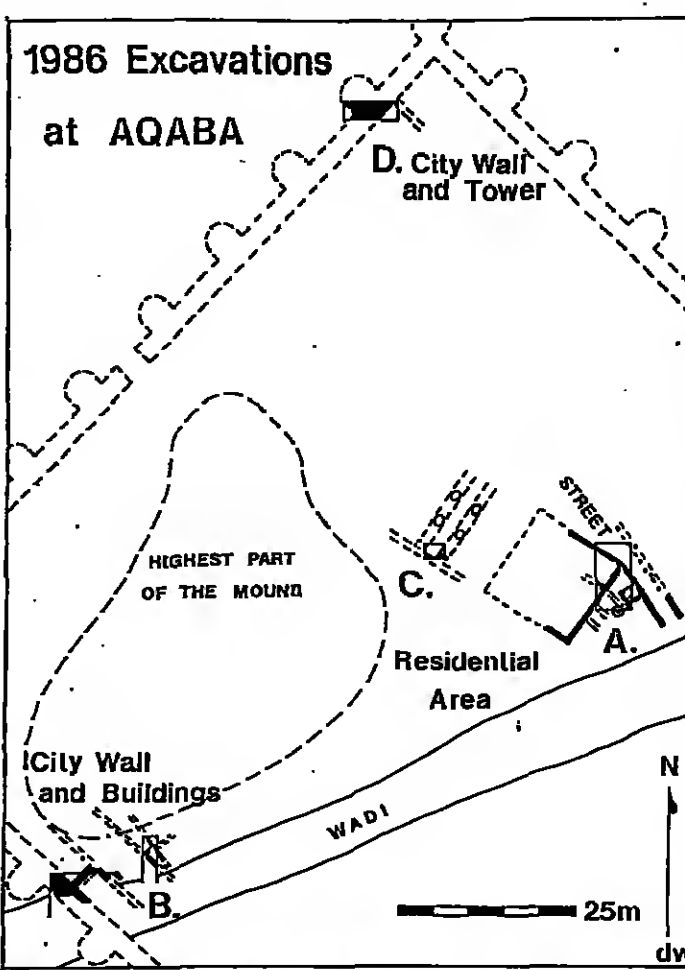 1986 Excavations
at AQABA
D. City Wall
and Tower
HIGHEST PART
OF THE MOUND
STREET
C.
A.
Residential
Area
City Wall
and Buildings
WADI
B.
N
25m
dw